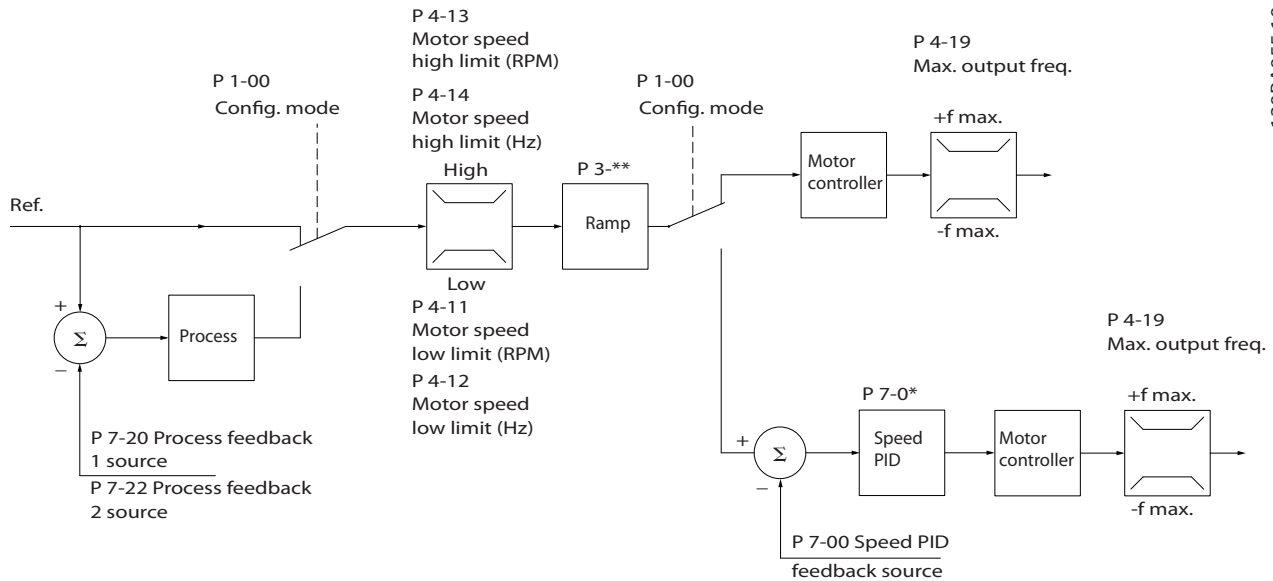 P 4-13
Motor speed
high limit (RPM)
P 4-19
Max. output freq.
P 1-00
Config. mode
P 4-14
Motor speed
high limit (Hz)
P 1-00
Config. mode
+f max.
High
P 3-**
Motor
controller
Ref.
Ramp
-f max.
Low
P 4-11
Motor speed
low limit (RPM)
P 4-12
Motor speed
low limit (Hz)
+
Σ
−
Process
P 4-19
Max. output freq.
P 7-20 Process feedback
1 source
P 7-22 Process feedback
2 source
P 7-0*
+f max.
+
Σ
−
Speed
PID
Motor
controller
-f max.
P 7-00 Speed PID
feedback source